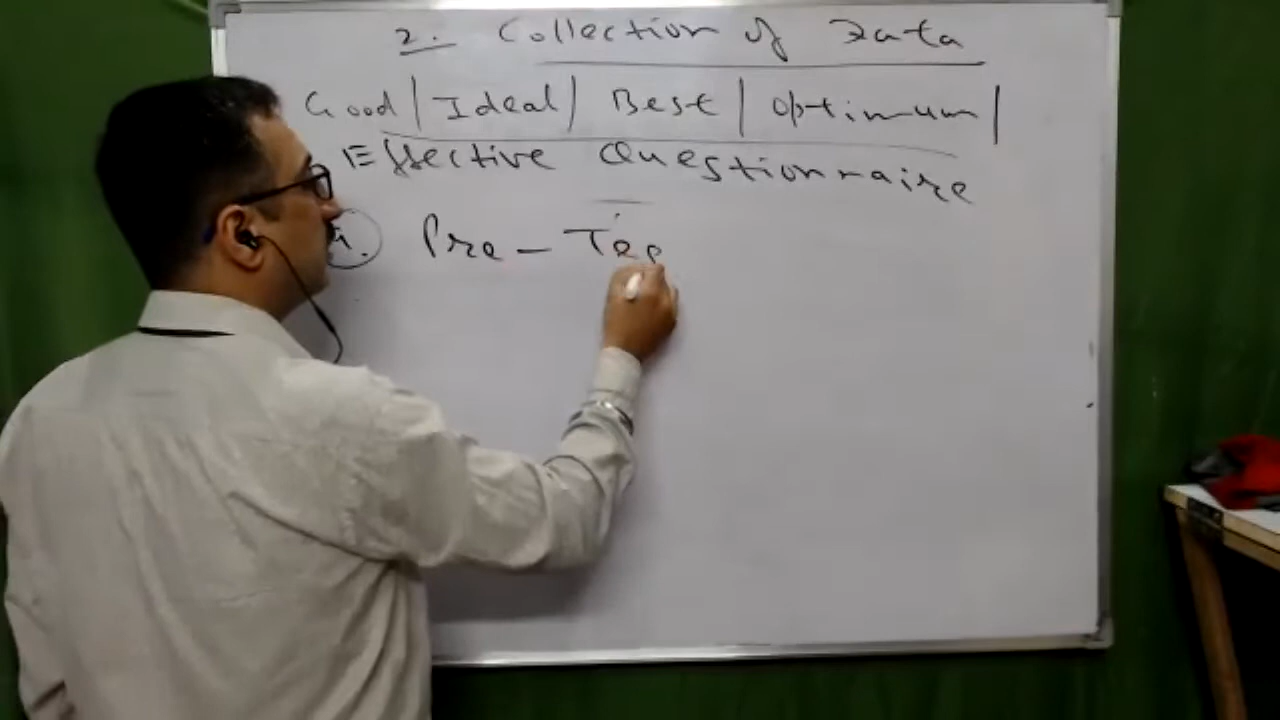 2. Collection of Data
Good | Ideal | Best | Optimum |
Effective Questionnaire
Pre - Tes